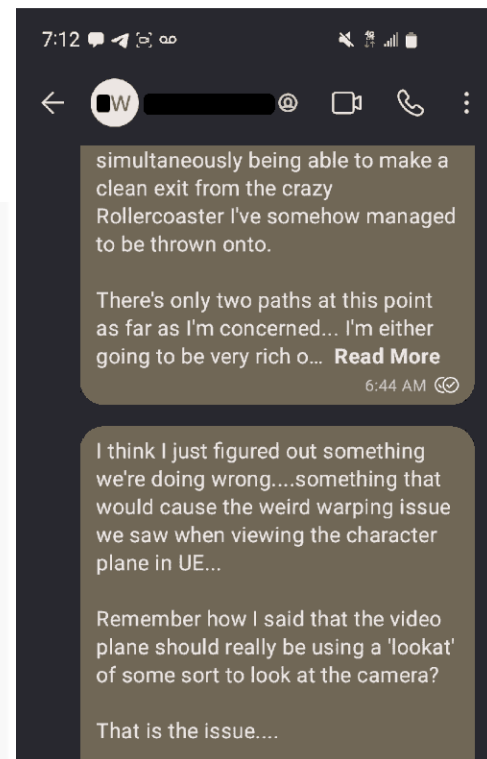 7:12
4G
W
simultaneously being able to make a
clean exit from the crazy
Rollercoaster I've somehow managed
to be thrown onto.
There's only two paths at this point
as far as I'm concerned... I'm either
going to be very rich o... Read More
6:44 AM
I think I just figured out something
we're doing wrong....something that
would cause the weird warping issue
we saw when viewing the character
plane in UE...
Remember how I said that the video
plane should really be using a 'lookat'
of some sort to look at the camera?
That is the issue....